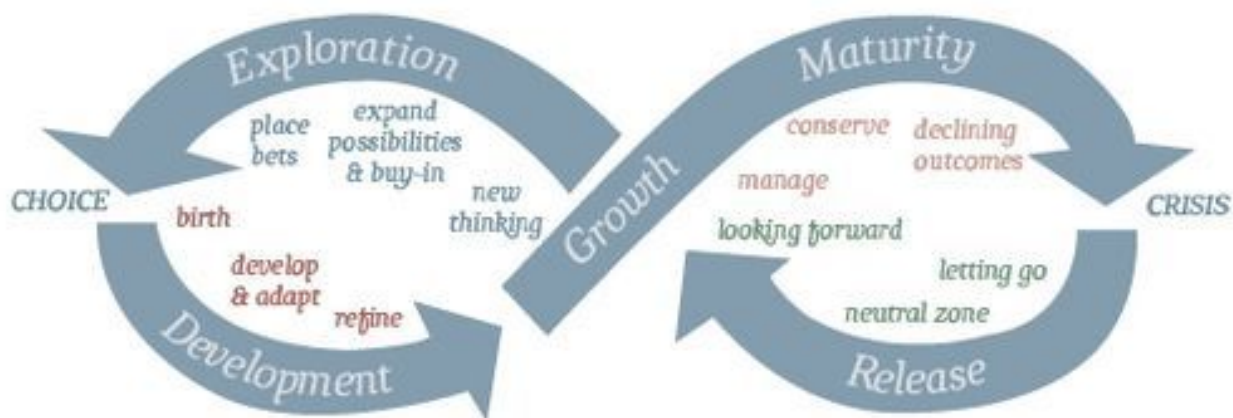 Exploration
Maturity
expand
place
possibilities
bets
& buy-in
new
thinking
Growth
conserve
declining
outcomes
manage
CHOICE
CRISIS
birth
develop
& adapt
refine
looking forward
letting go
neutral zone
Development
Release